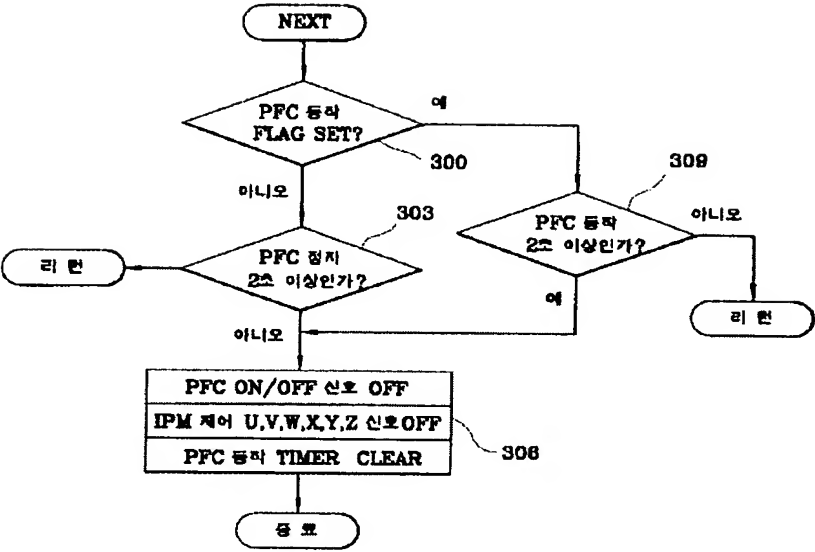 NEXT
PFC 동작
FLAG SET?
예
300
아니오
309
303
PFC 동작
2초 이상인가?
아니오
PFC 정지
2초 이상인가?
리 턴
예
리 턴
아니오
PFC ON/OFF 신호 OFF
IPM 제어 U,V,W,X,Y,Z 신호OFF
306
PFC 동작 TIMER CLEAR
종 료